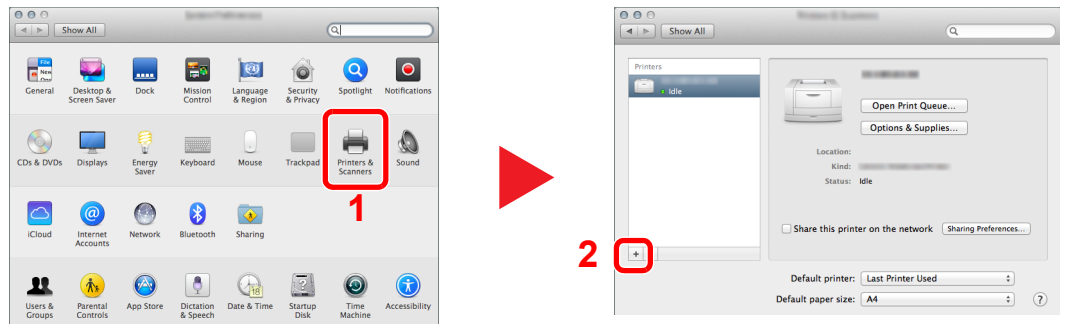 Show All
General
Desktop &
Screen Saver
Dock
Mission
Control
Language
& Region
Security
& Privacy
Spotlight
Notifications
CDs & DVDs
Displays
Energy
Saver
Keyboard
Mouse
Trackpad
Printers &
Scanners
Sound
1
iCloud
Internet
Accounts
Network
Bluetooth
Sharing
Users &
Groups
Parental
Controls
App Store
Dictation
& Speech
Date & Time
18
Startup
Disk
Time
Machine
Accessibility
Show All
Printers
Idle
Open Print Queue...
Options & Supplies...
Location:
Kind:
Status: Idle
Share this printer on the network Sharing Preferences...
2
+
Default printer: Last Printer Used
Default paper size: A4
?